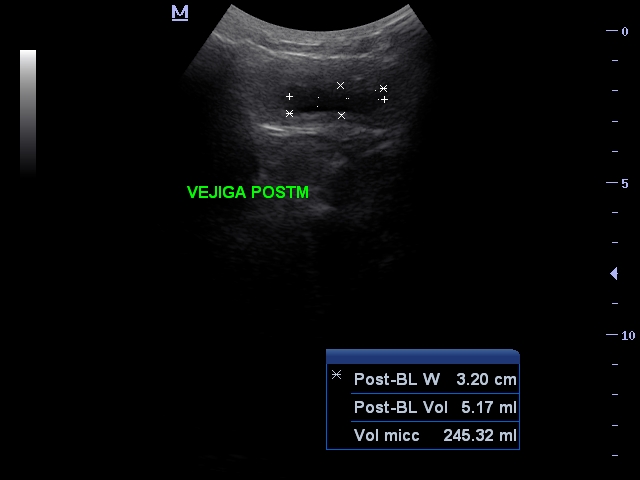 M
0
VEJIGA POSTM
5
10
Post-BL W 3.20 cm
Post-BL Vol 5.17 ml
Vol micc 245.32 ml